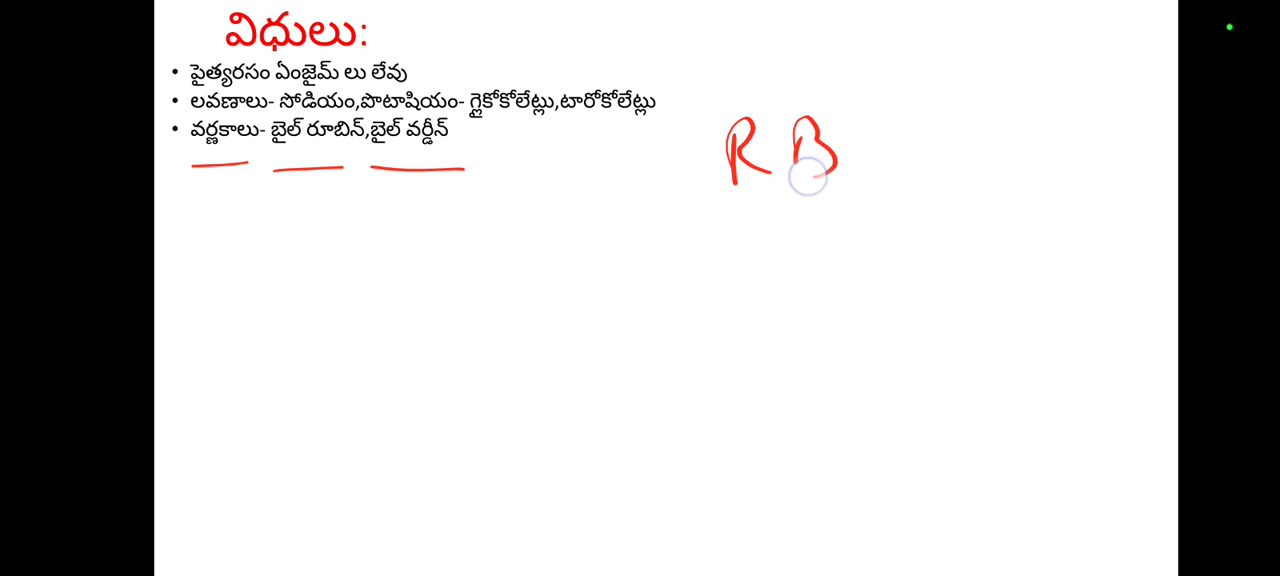 విధులు:
• పైత్యరసం ఏంజైమ్ లు లేవు
• లవణాలు- సోడియం,పొటాషియం- గ్లైకోకోలేట్లు,టారోకోలేట్లు
• వర్ణకాలు- బైల్ రూబిన్,బైల్ వర్డీన్
R B